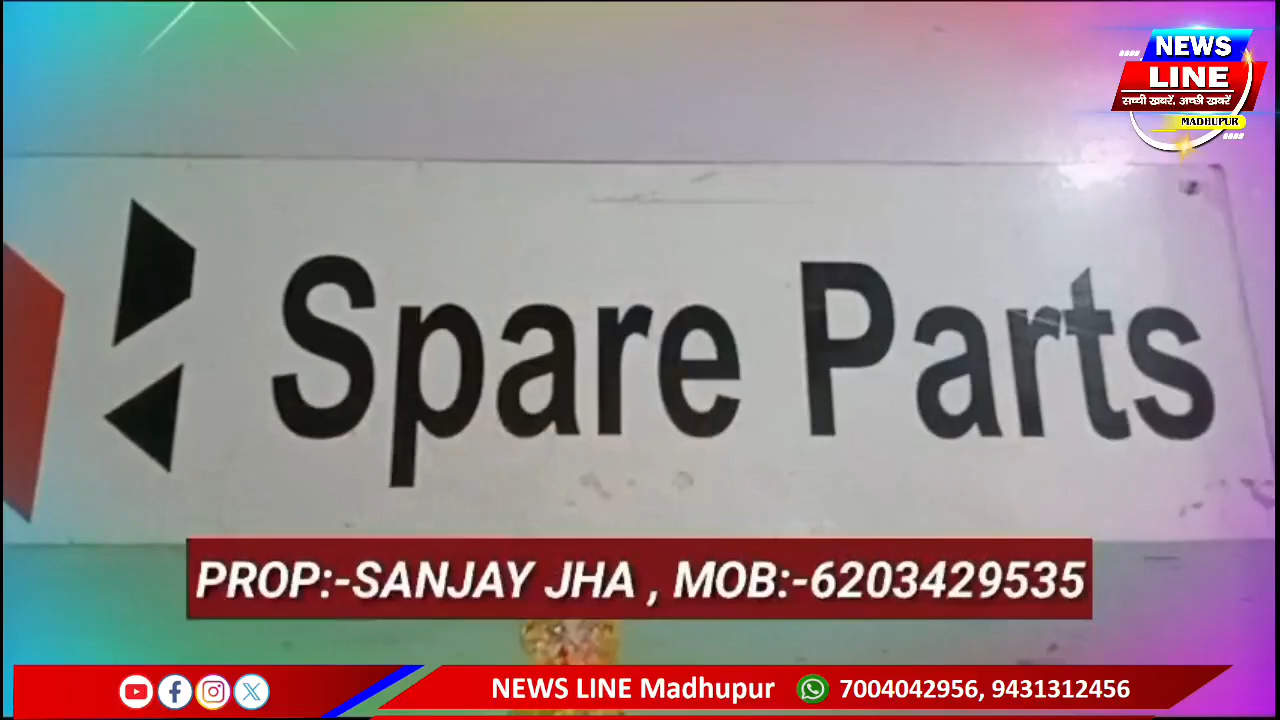 NEWS
LINE
सच्ची खबरें, अच्छी खबरें
MADHUPUR
Spare Parts
PROP:-SANJAY JHA , MOB:-6203429535
NEWS LINE Madhupur 7004042956, 9431312456